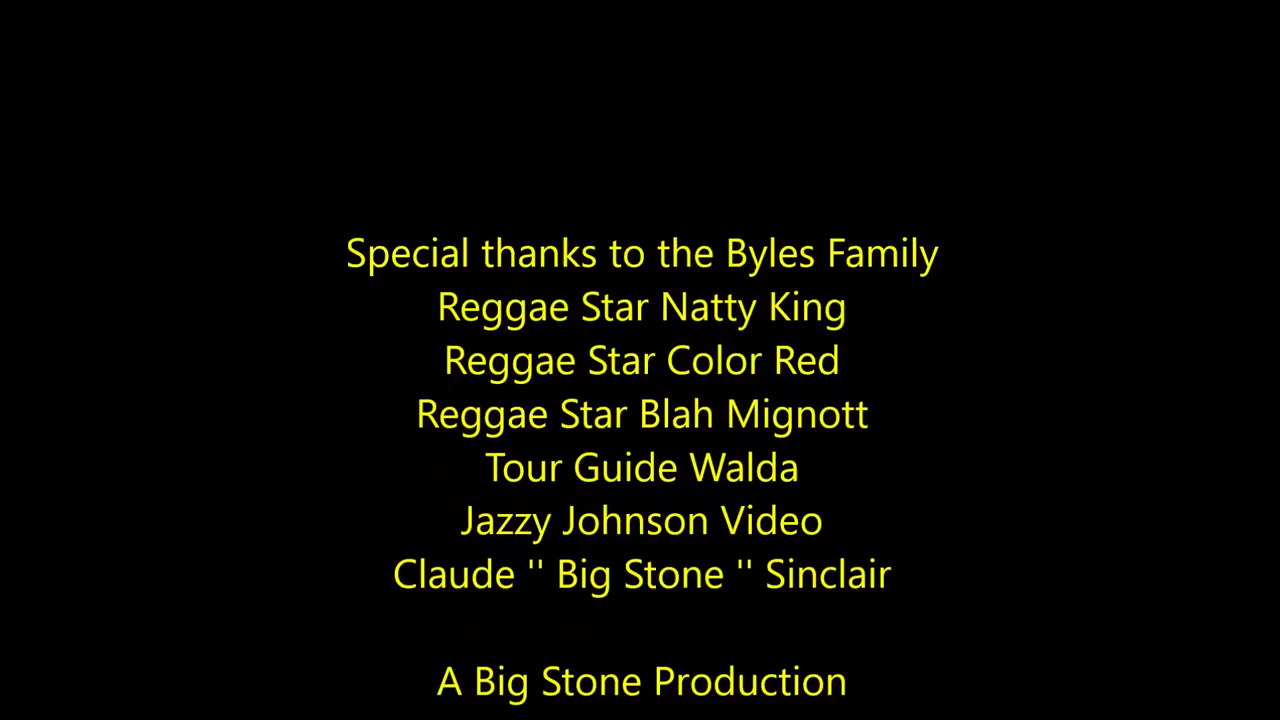 Special thanks to the Byles Family
Reggae Star Natty King
Reggae Star Color Red
Reggae Star Blah Mignott
Tour Guide Walda
Jazzy Johnson Video
Claude '' Big Stone '' Sinclair
A Big Stone Production